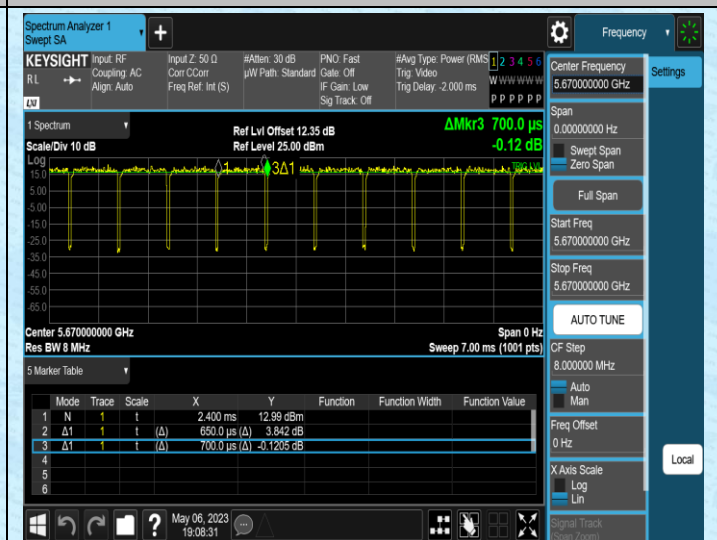 Spectrum Analyzer 1
Swept SA
+
Frequency
Settings
KEYSIGHT
RL
LXI
Input: RF
Coupling: AC
Align: Auto
Input Z: 50 Ω
Corr CCorr
Freq Ref: Int (S)
#Atten: 30 dB
µW Path: Standard
PNO: Fast
Gate: Off
IF Gain: Low
Sig Track: Off
#Avg Type: Power (RMS
Trig: Video
Trig Delay: -2.000 ms
1 2 3 4 5 6
W W W W W W
P P P P P P
1 Spectrum
Scale/Div 10 dB
Ref Lvl Offset 12.35 dB
Ref Level 25.00 dBm
ΔMkr3 700.0 µs
-0.12 dB
Log
15.0
5.00
-5.00
-15.0
-25.0
-35.0
-45.0
-55.0
-65.0
1
3Δ1
TRIG LVL
Center 5.670000000 GHz
Res BW 8 MHz
Span 0 Hz
Sweep 7.00 ms (1001 pts)
5 Marker Table
Mode Trace Scale X Y Function Function Width Function Value
1 N 1 t 2.400 ms 12.99 dBm
2 Δ1 1 t (Δ) 650.0 µs (Δ) 3.842 dB
3 Δ1 1 t (Δ) 700.0 µs (Δ) -0.1205 dB
4
5
6
Center Frequency
5.670000000 GHz
Span
0.00000000 Hz
Swept Span
Zero Span
Full Span
Start Freq
5.670000000 GHz
Stop Freq
5.670000000 GHz
AUTO TUNE
CF Step
8.000000 MHz
Auto
Man
Freq Offset
0 Hz
X Axis Scale
Log
Lin
Signal Track
(Span Zoom)
Local
?
May 06, 2023
19:08:31